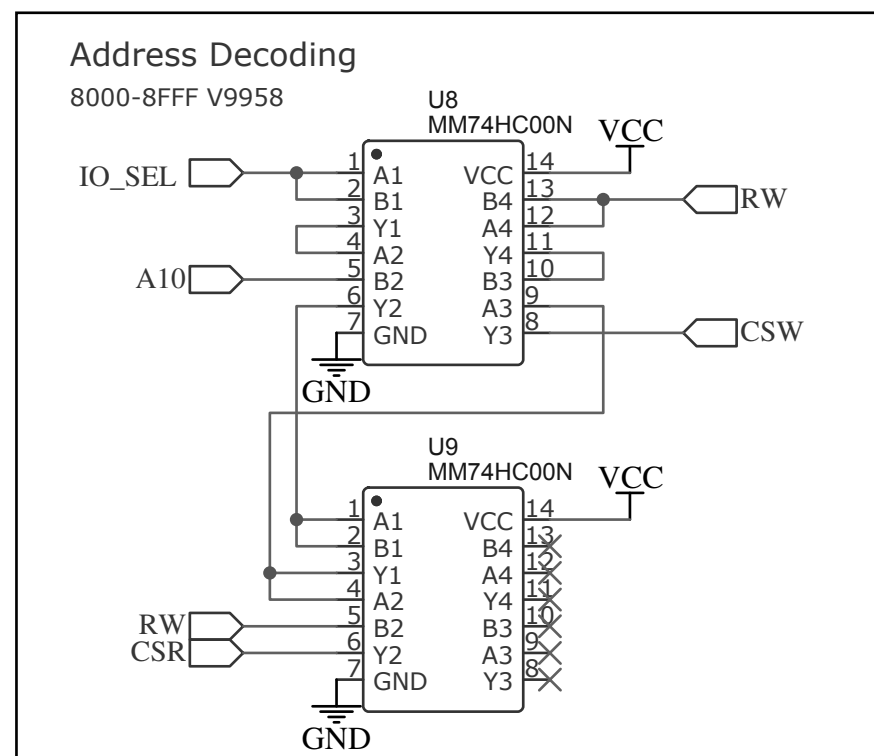 Address Decoding
8000-8FFF V9958
U8
MM74HC00N
VCC
IO_SEL
1 A1 VCC 14
2 B1 B4 13
RW
3 Y1 A4 12
4 A2 Y4 11
A10
5 B2 B3 10
6 Y2 A3 9
7 GND Y3 8
CSW
GND
U9
MM74HC00N
VCC
1 A1 VCC 14
2 B1 B4 13
3 Y1 A4 12
4 A2 Y4 11
RW
5 B2 B3 10
CSR
6 Y2 A3 9
7 GND Y3 8
GND